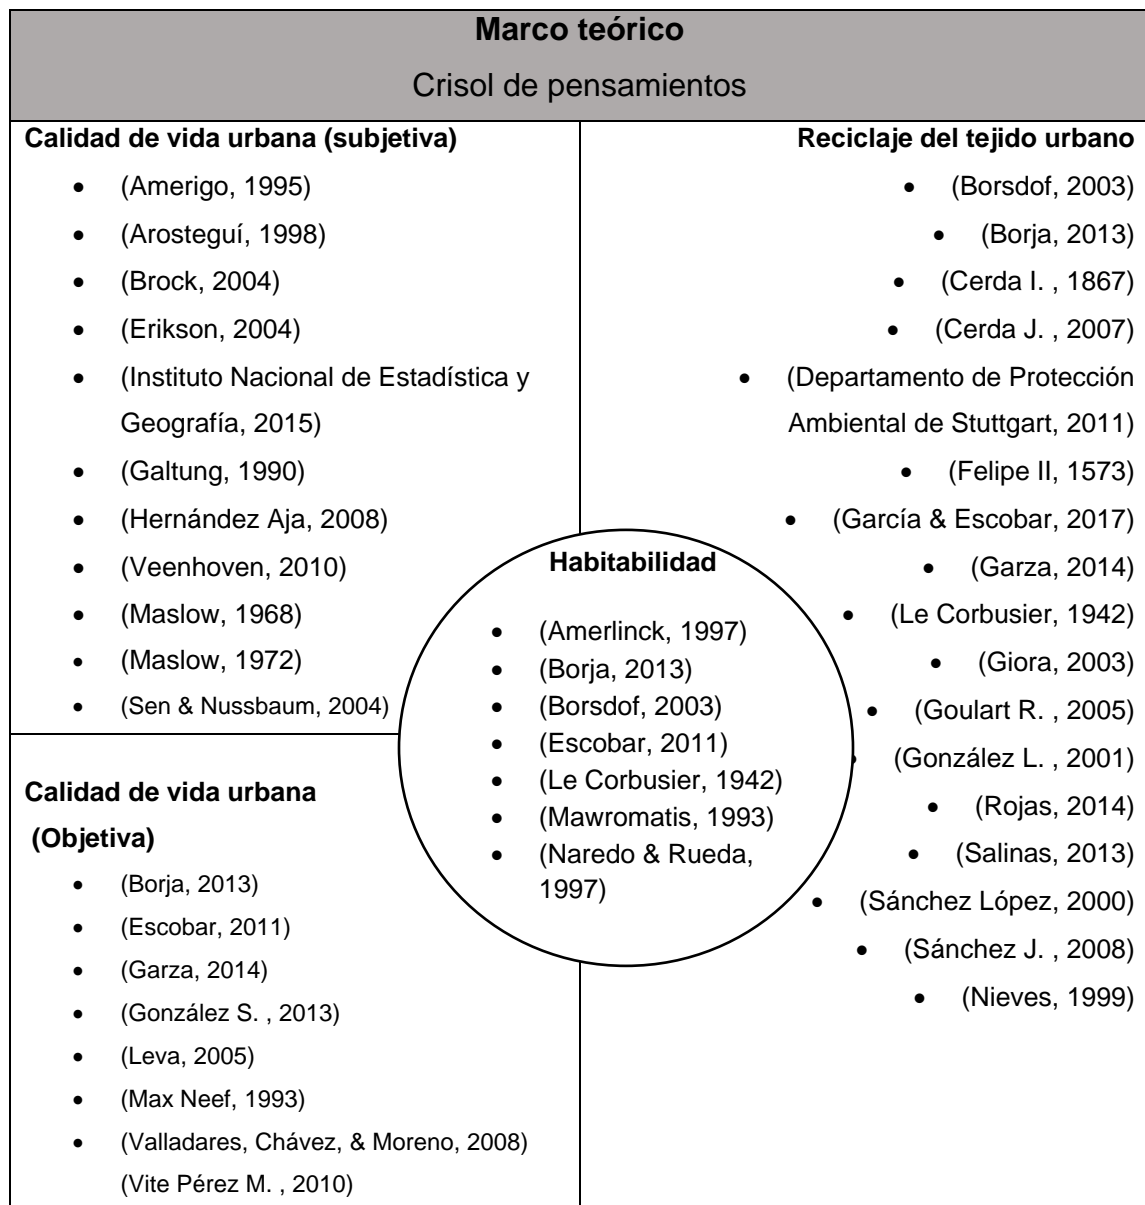 Marco teórico
Crisol de pensamientos
Calidad de vida urbana (subjetiva)
• (Amerigo, 1995)
• (Arosteguí, 1998)
• (Brock, 2004)
• (Erikson, 2004)
• (Instituto Nacional de Estadística y
Geografía, 2015)
• (Galtung, 1990)
• (Hernández Aja, 2008)
• (Veenhoven, 2010)
• (Maslow, 1968)
• (Maslow, 1972)
• (Sen & Nussbaum, 2004)
Calidad de vida urbana
(Objetiva)
• (Borja, 2013)
• (Escobar, 2011)
• (Garza, 2014)
• (González S. , 2013)
• (Leva, 2005)
• (Max Neef, 1993)
• (Valladares, Chávez, & Moreno, 2008)
(Vite Pérez M. , 2010)
Habitabilidad
• (Amerlinck, 1997)
• (Borja, 2013)
• (Borsdof, 2003)
• (Escobar, 2011)
• (Le Corbusier, 1942)
• (Mawromatis, 1993)
• (Naredo & Rueda,
1997)
Reciclaje del tejido urbano
• (Borsdof, 2003)
• (Borja, 2013)
• (Cerda I. , 1867)
• (Cerda J. , 2007)
• (Departamento de Protección
Ambiental de Stuttgart, 2011)
• (Felipe II, 1573)
• (García & Escobar, 2017)
• (Garza, 2014)
• (Le Corbusier, 1942)
• (Giora, 2003)
• (Goulart R. , 2005)
• (González L. , 2001)
• (Rojas, 2014)
• (Salinas, 2013)
• (Sánchez López, 2000)
• (Sánchez J. , 2008)
• (Nieves, 1999)